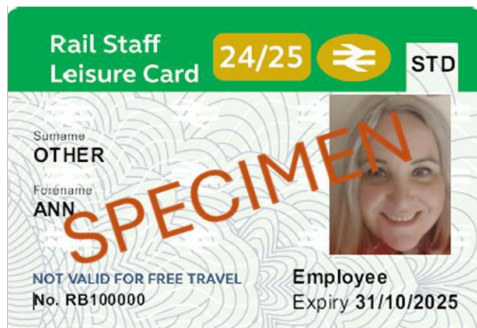 Rail Staff
Leisure Card
24/25
STD
Surname
OTHER
Forename
ANN
SPECIMEN
NOT VALID FOR FREE TRAVEL
No. RB100000
Employee
Expiry 31/10/2025